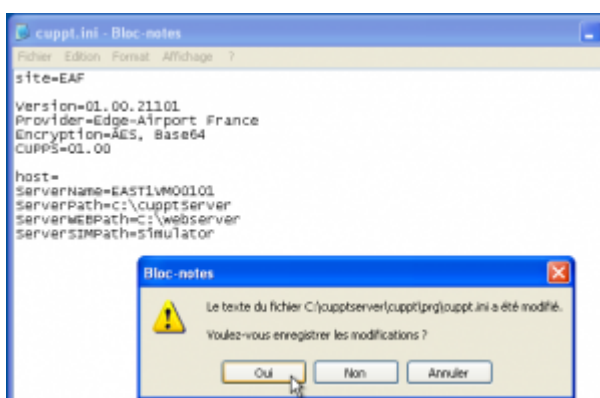 cuppt.ini - Bloc-notes
Fichier Edition Format Affichage ?
site=EAF
Version=01.00.21101
Provider=Edge-Airport France
Encryption=AES, Base64
CUPPS=01.00
host=
ServerName=EAST1VM00101
ServerPath=c:\cupptServer
ServerWEBPath=C:\webserver
ServerSIMPath=Simulator
Bloc-notes
Le texte du fichier C:\cupptserver\cuppt\prg\cuppt.ini a été modifié.
Voulez-vous enregistrer les modifications ?
Oui Non Annuler